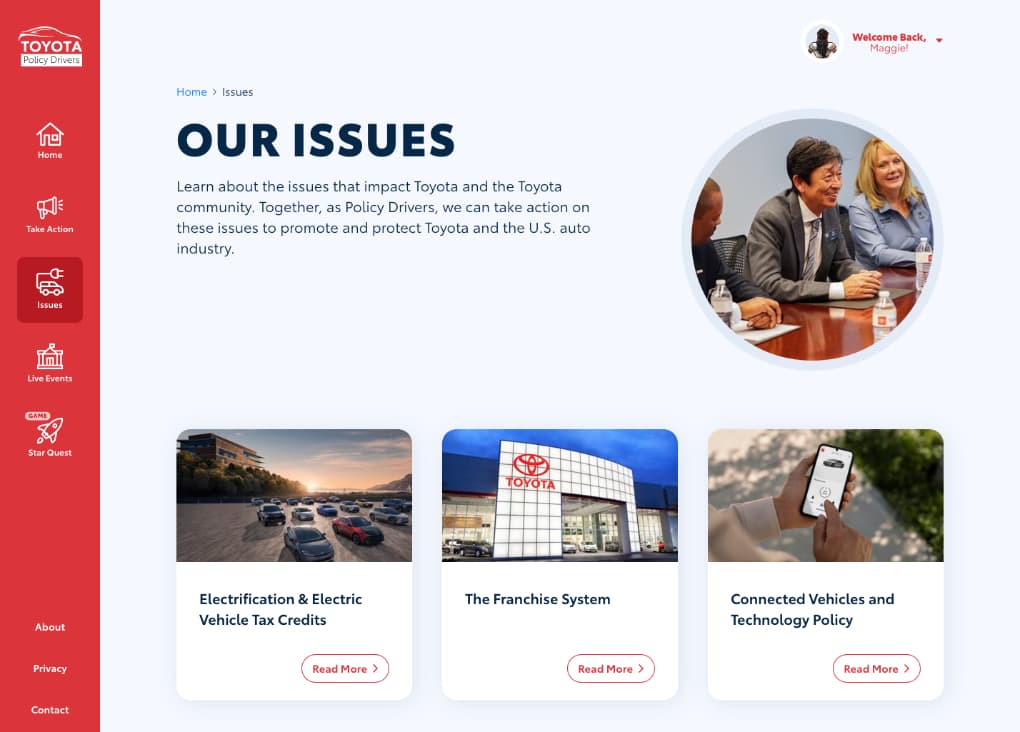 TOYOTA
Policy Drivers
Home
Take Action
Issues
Live Events
GAME
Star Quest
About
Privacy
Contact
Welcome Back,
Maggie!
Home > Issues
OUR ISSUES
Learn about the issues that impact Toyota and the Toyota
community. Together, as Policy Drivers, we can take action on
these issues to promote and protect Toyota and the U.S. auto
industry.
TOYOTA
Electrification & Electric
Vehicle Tax Credits
Read More >
The Franchise System
Read More >
Connected Vehicles and
Technology Policy
Read More >